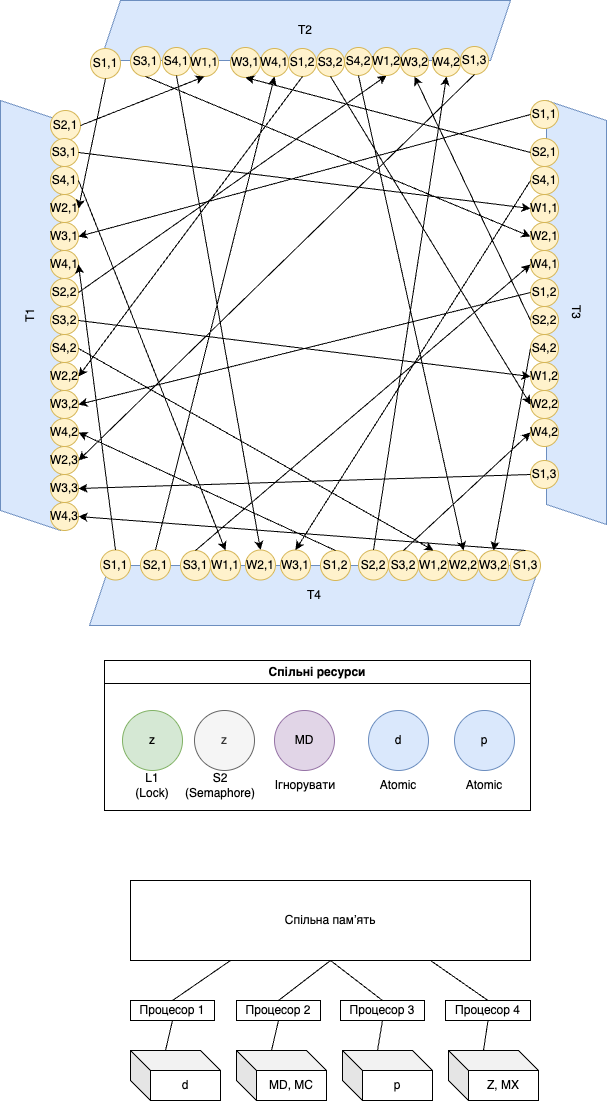 T2
S1,1
S3,1
S4,1
W1,1
W3,1
W4,1
S1,2
S3,2
S4,2
W1,2
W3,2
W4,2
S1,3
T1
S2,1
S3,1
S4,1
W2,1
W3,1
W4,1
S2,2
S3,2
S4,2
W2,2
W3,2
W4,2
W2,3
W3,3
W4,3
S1,1
S2,1
S4,1
W1,1
W2,1
W4,1
S1,2
S2,2
S4,2
W1,2
W2,2
W4,2
S1,3
T3
S1,1
S2,1
S3,1
W1,1
W2,1
W3,1
S1,2
S2,2
S3,2
W1,2
W2,2
W3,2
S1,3
T4
Спільні ресурси
z
z
MD
d
p
L1
(Lock)
S2
(Semaphore)
Ігнорувати
Atomic
Atomic
Спільна пам'ять
Процесор 1
Процесор 2
Процесор 3
Процесор 4
d
MD, MC
p
Z, MX